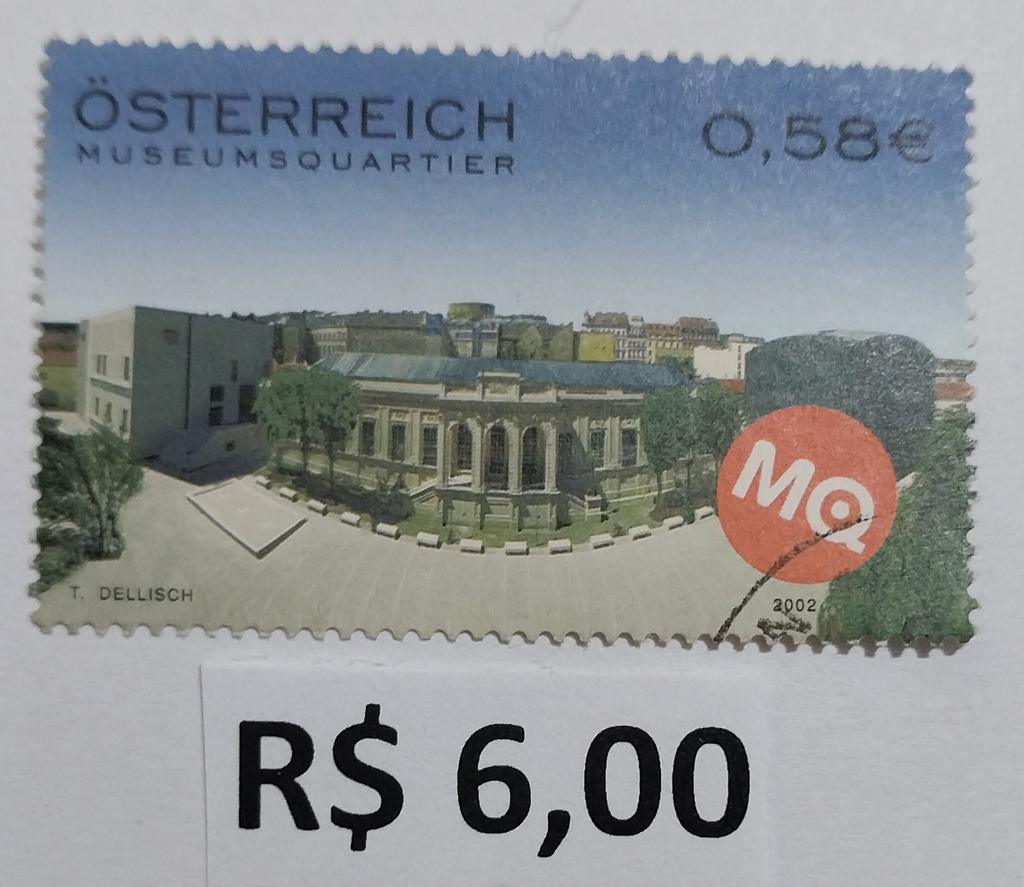 ÖSTERREICH
MUSEUMSQUARTIER
0,58€
MQ
T. DELLISCH
2002
R$ 6,00